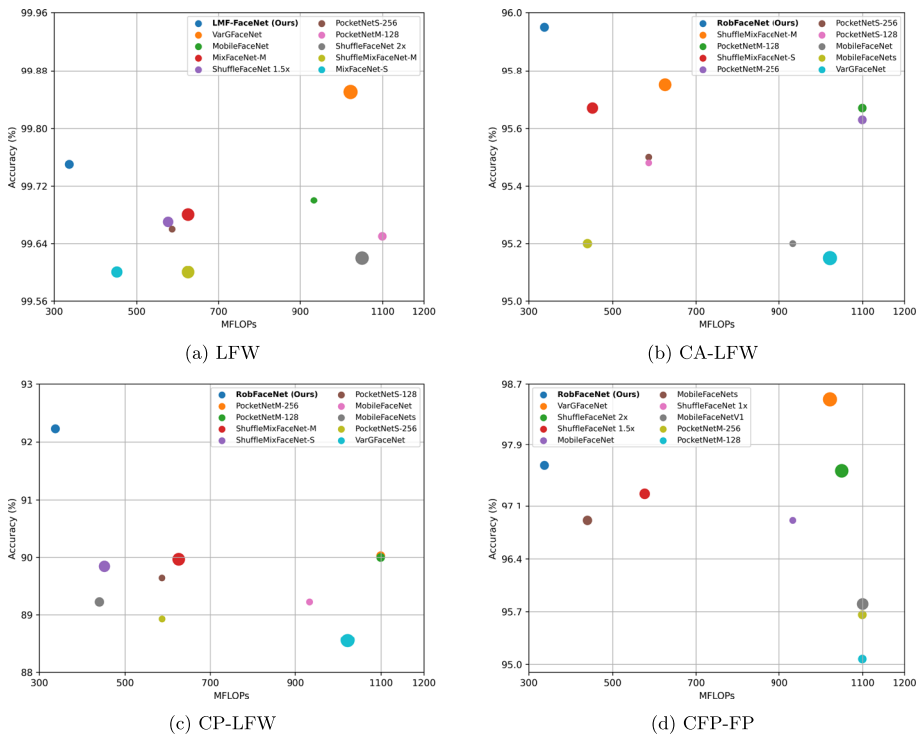 99.96
99.88
99.80
99.72
99.64
99.56
Accuracy (%)
LMF-FaceNet (Ours)
VarGFaceNet
MobileFaceNet
MixFaceNet-M
ShuffleFaceNet 1.5x
PocketNetS-256
PocketNetM-128
ShuffleFaceNet 2x
ShuffleMixFaceNet-M
MixFaceNet-S
300 500 700 900 1100 1200
MFLOPs
(a) LFW
96.0
95.8
95.6
95.4
95.2
95.0
Accuracy (%)
RobFaceNet (Ours)
ShuffleMixFaceNet-M
PocketNetM-128
ShuffleMixFaceNet-S
PocketNetM-256
PocketNetS-256
PocketNetS-128
MobileFaceNet
MobileFaceNets
VarGFaceNet
300 500 700 900 1100 1200
MFLOPs
(b) CA-LFW
93
92
91
90
89
88
Accuracy (%)
RobFaceNet (Ours)
PocketNetM-256
PocketNetM-128
ShuffleMixFaceNet-M
ShuffleMixFaceNet-S
PocketNetS-128
MobileFaceNet
MobileFaceNets
PocketNetS-256
VarGFaceNet
300 500 700 900 1100 1200
MFLOPs
(c) CP-LFW
98.7
97.9
97.1
96.4
95.7
95.0
Accuracy (%)
RobFaceNet (Ours)
VarGFaceNet
ShuffleFaceNet 2x
ShuffleFaceNet 1.5x
MobileFaceNet
MobileFaceNets
ShuffleFaceNet 1x
MobileFaceNetV1
PocketNetM-256
PocketNetM-128
300 500 700 900 1100 1200
MFLOPs
(d) CFP-FP